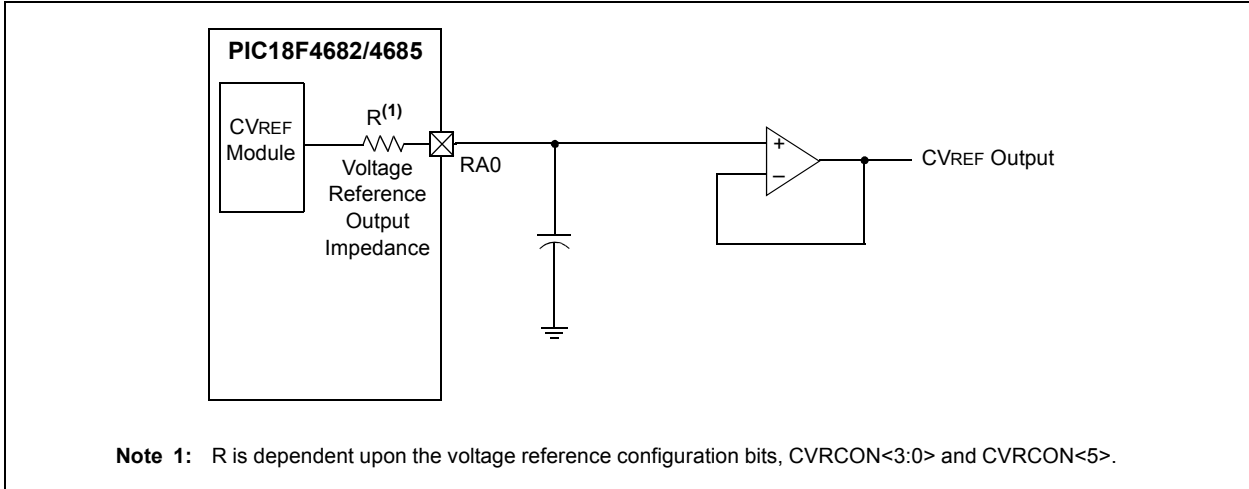 PIC18F4682/4685
CVREF
Module
R(1)
Voltage
Reference
Output
Impedance
RA0
+
–
CVREF Output
Note 1: R is dependent upon the voltage reference configuration bits, CVRCON<3:0> and CVRCON<5>.